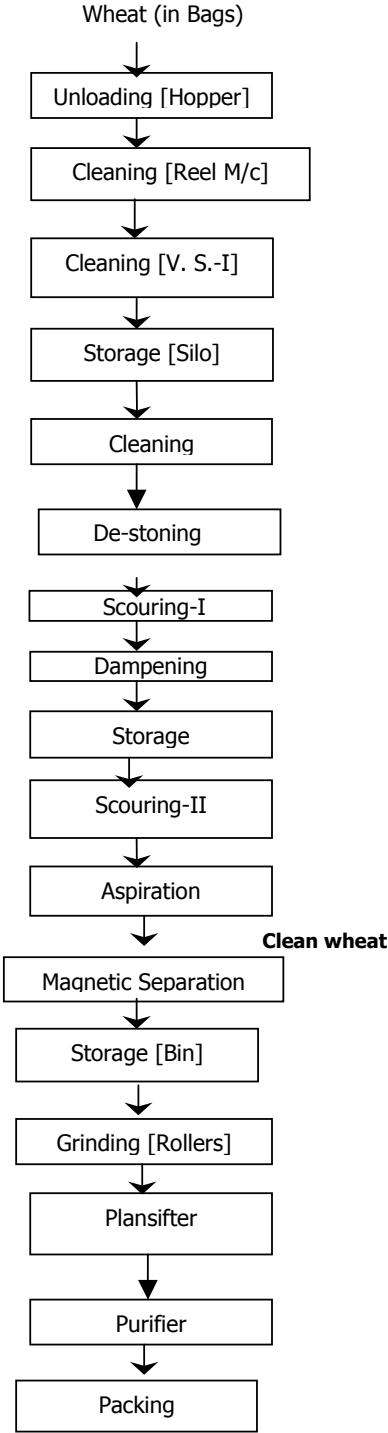 Wheat (in Bags)
Unloading [Hopper]
Cleaning [Reel M/c]
Cleaning [V. S.-I]
Storage [Silo]
Cleaning
De-stoning
Scouring-I
Dampening
Storage
Scouring-II
Aspiration
Clean wheat
Magnetic Separation
Storage [Bin]
Grinding [Rollers]
Plansifter
Purifier
Packing